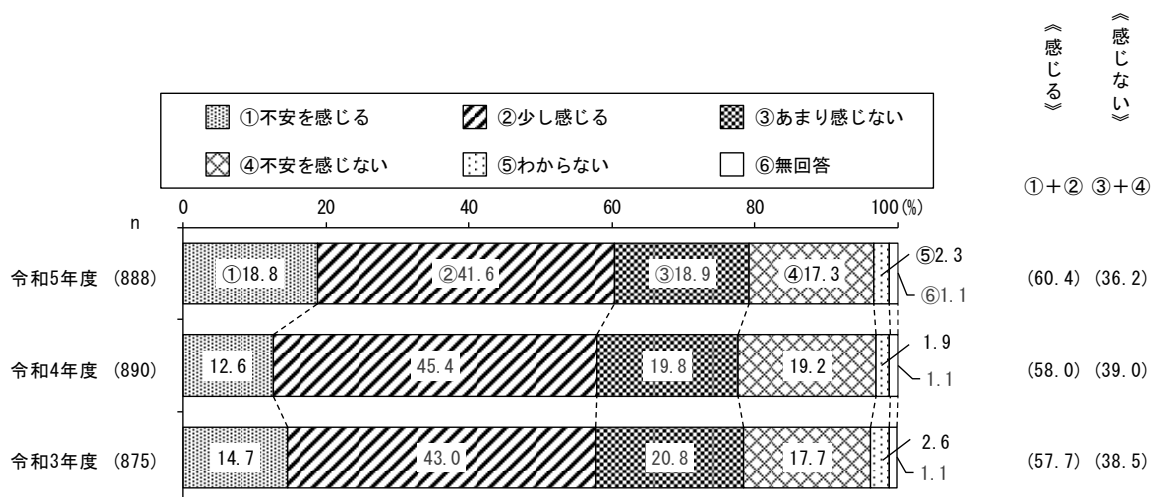 《感じる》 《感じない》
①不安を感じる ②少し感じる ③あまり感じない
④不安を感じない ⑤わからない ⑥無回答
①+② ③+④
n 0 20 40 60 80 100(%)
令和5年度 (888) ①18.8 ②41.6 ③18.9 ④17.3 ⑤2.3 ⑥1.1 (60.4) (36.2)
令和4年度 (890) 12.6 45.4 19.8 19.2 1.9 1.1 (58.0) (39.0)
令和3年度 (875) 14.7 43.0 20.8 17.7 2.6 1.1 (57.7) (38.5)